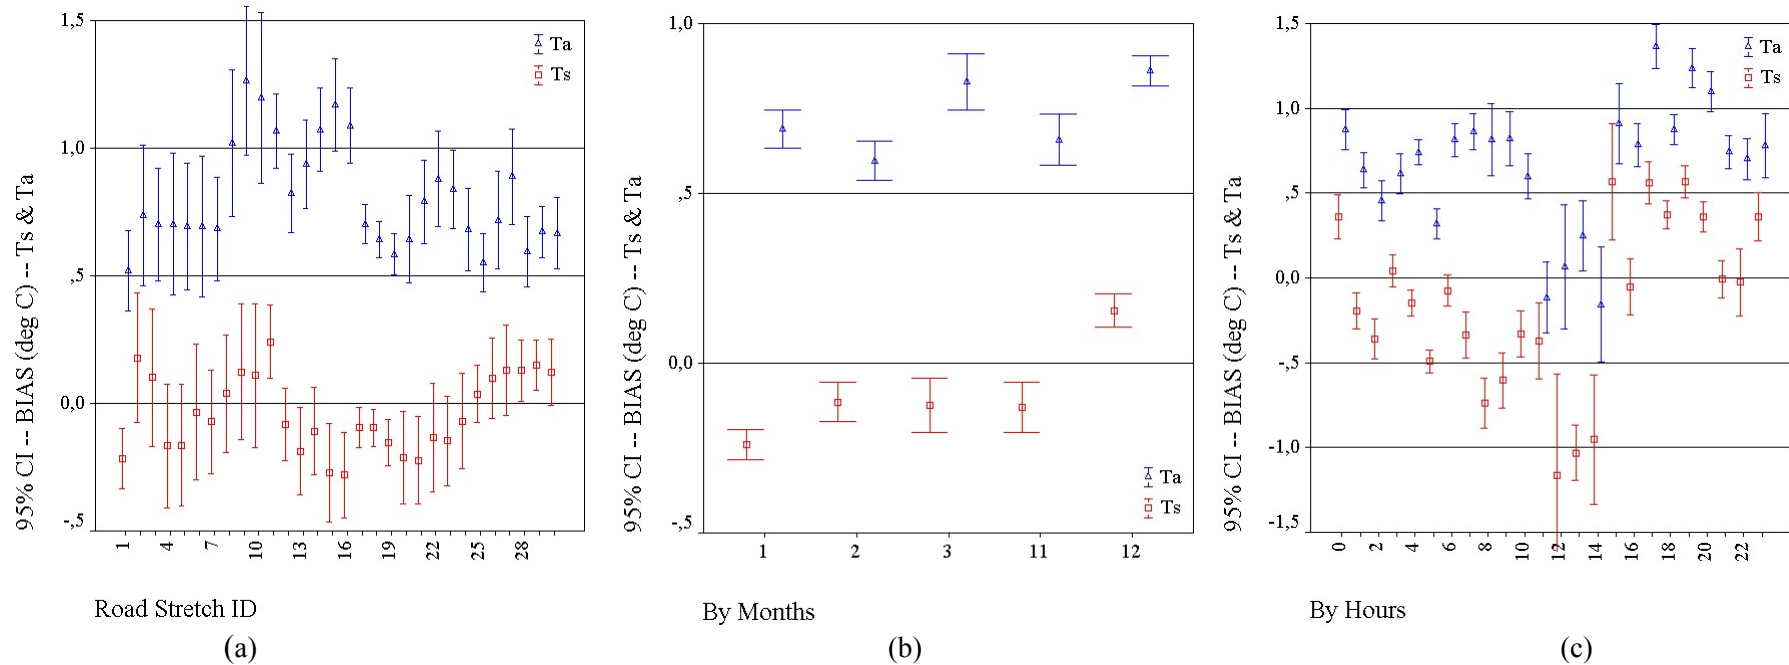 95% CI -- BIAS (deg C) -- Ts & Ta
1,5
1,0
,5
0,0
-,5
Ta
Ts
1 4 7 10 13 16 19 22 25 28
Road Stretch ID
(a)
95% CI -- BIAS (deg C) -- Ts & Ta
1,0
,5
0,0
-,5
Ta
Ts
1 2 3 11 12
By Months
(b)
95% CI -- BIAS (deg C) -- Ts & Ta
1,5
1,0
,5
0,0
-,5
-1,0
-1,5
Ta
Ts
0 2 4 6 8 10 12 14 16 18 20 22
By Hours
(c)